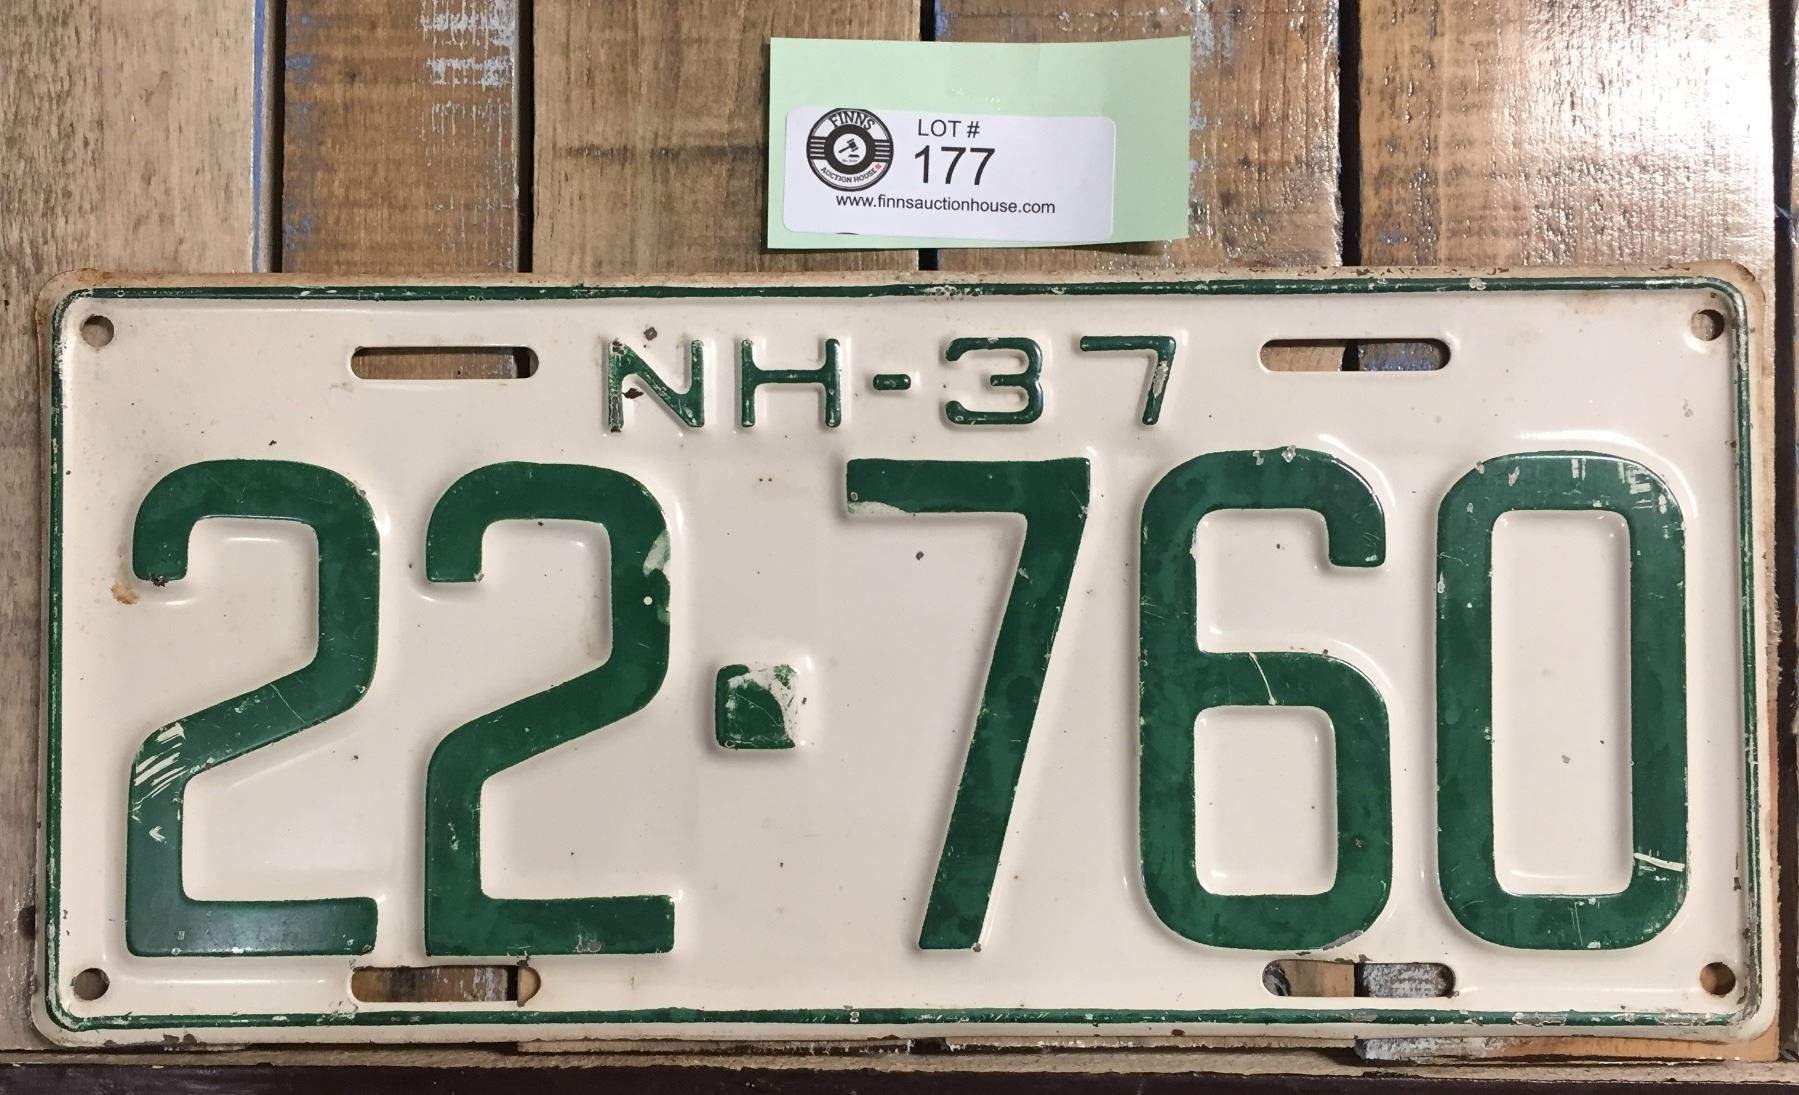 FINNS
AUCTION HOUSE
LOT #
177
www.finnsauctionhouse.com
NH-37
22·760